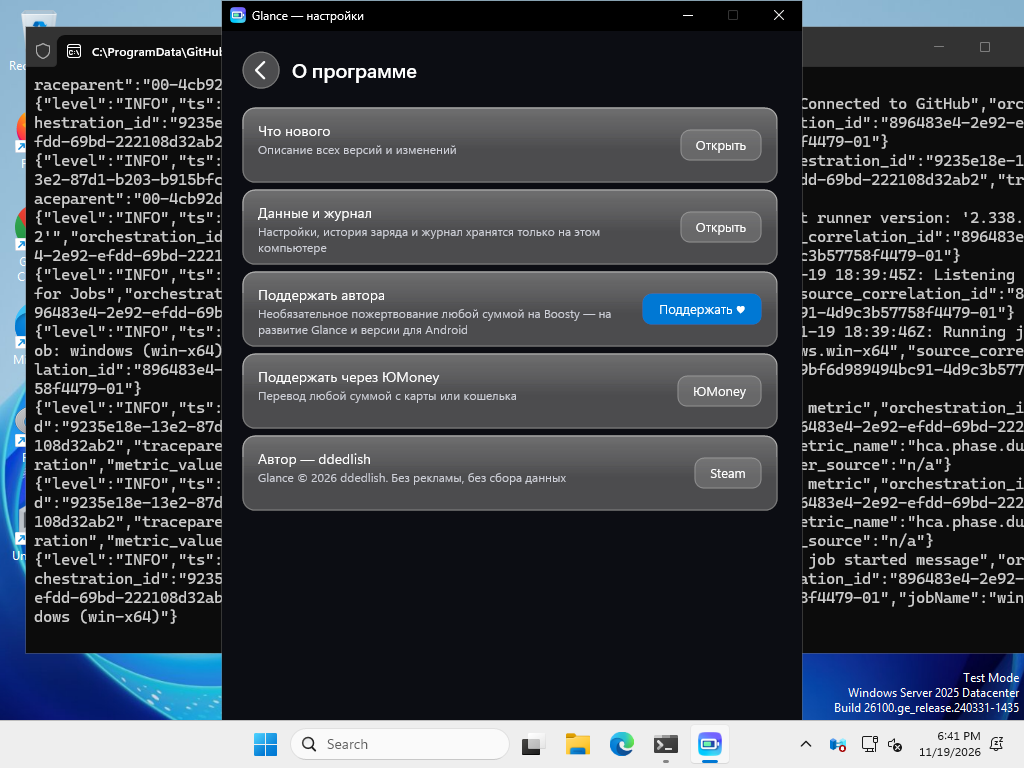 Glance — настройки
О программе
Что нового
Описание всех версий и изменений
Открыть
Данные и журнал
Настройки, история заряда и журнал хранятся только на этом
компьютере
Открыть
Поддержать автора
Необязательное пожертвование любой суммой на Boosty — на
развитие Glance и версии для Android
Поддержать ♥
Поддержать через ЮMoney
Перевод любой суммой с карты или кошелька
ЮMoney
Автор — ddedlish
Glance © 2026 ddedlish. Без рекламы, без сбора данных
Steam
C:\ProgramData\GitHu
raceparent":"00-4cb92
{"level":"INFO","ts":
hestration_id":"9235e
efdd-69bd-222108d32ab2
{"level":"INFO","ts":
3e2-87d1-b203-b915bfc
aceparent":"00-4cb92d
{"level":"INFO","ts":
2'","orchestration_id
4-2e92-efdd-69bd-2221
{"level":"INFO","ts":
for Jobs","orchestrat
96483e4-2e92-efdd-69b
{"level":"INFO","ts":
ob: windows (win-x64)
lation_id":"896483e4-
58f4479-01"}
{"level":"INFO","ts":
d":"9235e18e-13e2-87d
108d32ab2","tracepare
ration","metric_value
{"level":"INFO","ts":
d":"9235e18e-13e2-87d
108d32ab2","tracepare
ration","metric_value
{"level":"INFO","ts":
chestration_id":"9235
efdd-69bd-222108d32ab
dows (win-x64)"}
Connected to GitHub","orc
tion_id":"896483e4-2e92-e
f4479-01"}
estration_id":"9235e18e-1
dd-69bd-222108d32ab2","tr
t runner version: '2.338.
_correlation_id":"896483e
c3b57758f4479-01"}
-19 18:39:45Z: Listening
source_correlation_id":"8
91-4d9c3b57758f4479-01"}
1-19 18:39:46Z: Running j
ws.win-x64","source_corre
9bf6d989494bc91-4d9c3b577
metric","orchestration_i
6483e4-2e92-efdd-69bd-222
etric_name":"hca.phase.du
er_source":"n/a"}
metric","orchestration_i
6483e4-2e92-efdd-69bd-222
etric_name":"hca.phase.du
_source":"n/a"}
job started message","or
ation_id":"896483e4-2e92-
8f4479-01","jobName":"win
Test Mode
Windows Server 2025 Datacenter
Build 26100.ge_release.240331-1435
Search
6:41 PM
11/19/2026